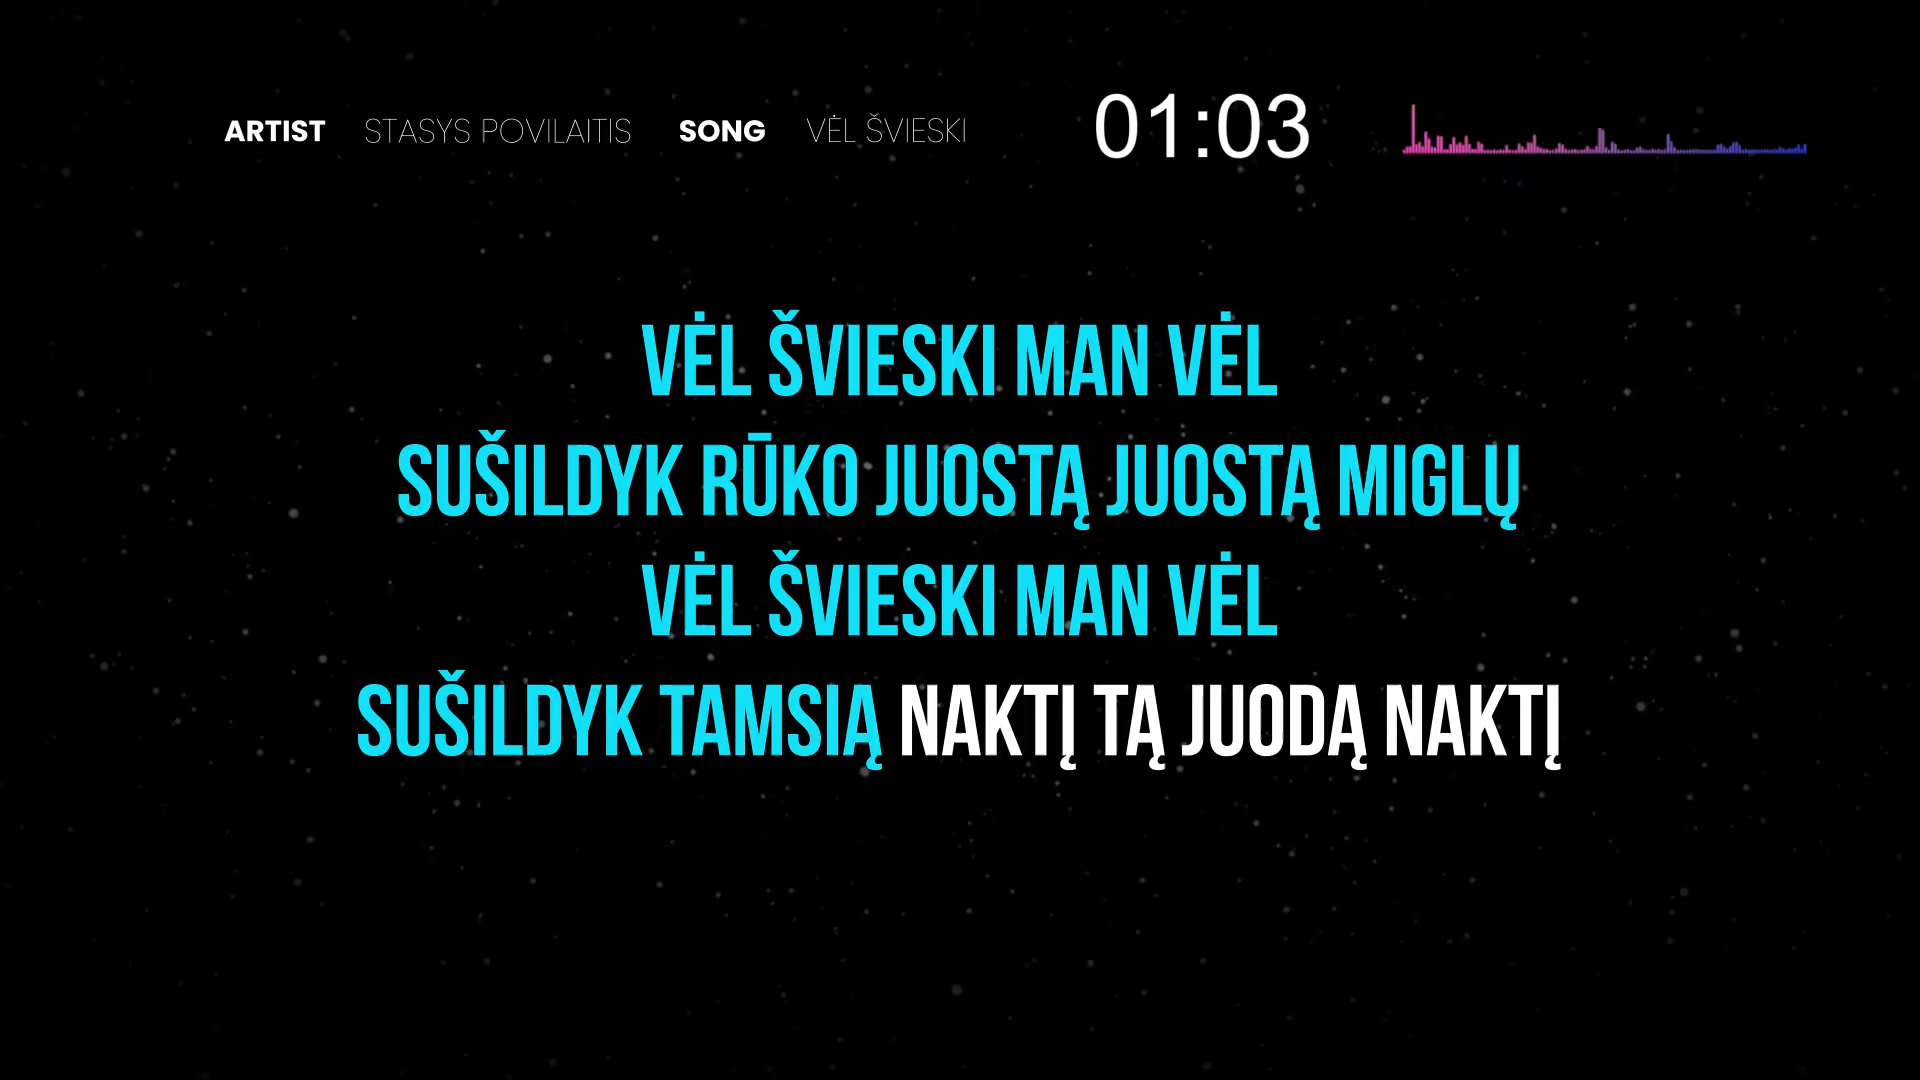 ARTIST STASYS POVILAITIS SONG VĖL ŠVIESKI 01:03
VĖL ŠVIESKI MAN VĖL
SUŠILDYK RŪKO JUOSTĄ JUOSTĄ MIGLŲ
VĖL ŠVIESKI MAN VĖL
SUŠILDYK TAMSIĄ NAKTĮ TĄ JUODĄ NAKTĮ